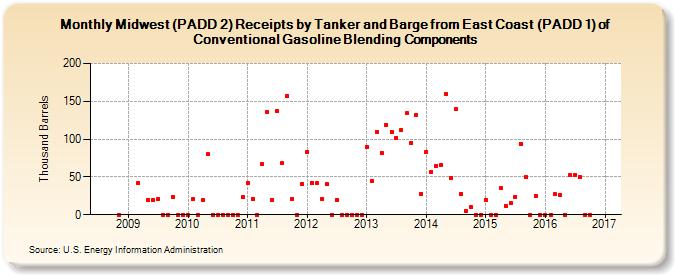 Monthly Midwest (PADD 2) Receipts by Tanker and Barge from East Coast (PADD 1) of
Conventional Gasoline Blending Components
Thousand Barrels
200
150
100
50
0
2009 2010 2011 2012 2013 2014 2015 2016 2017
Source: U.S. Energy Information Administration